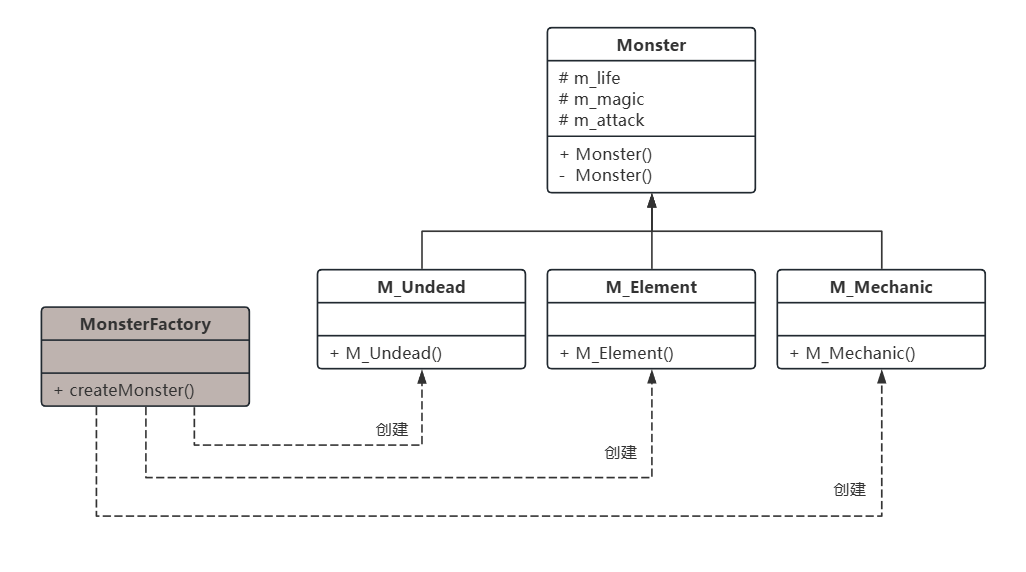 Monster
# m_life
# m_magic
# m_attack
+ Monster()
- Monster()
M_Undead
+ M_Undead()
M_Element
+ M_Element()
M_Mechanic
+ M_Mechanic()
MonsterFactory
+ createMonster()
创建
创建
创建